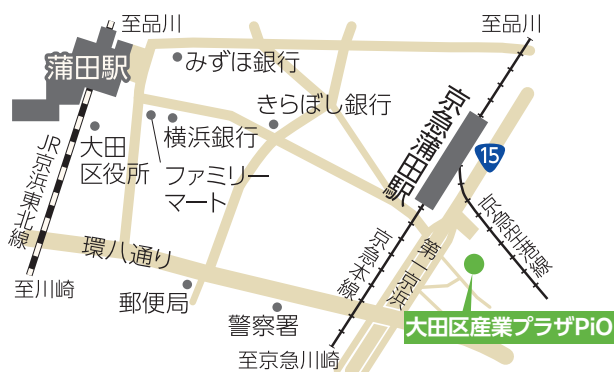 至品川
至品川
蒲田駅
みずほ銀行
きらぼし銀行
京急蒲田駅
15
横浜銀行
大田
区役所
ファミリー
マート
JR京浜東北線
京急空港線
環八通り
京急本線
第一京浜
至川崎
郵便局
警察署
大田区産業プラザPiO
至京急川崎